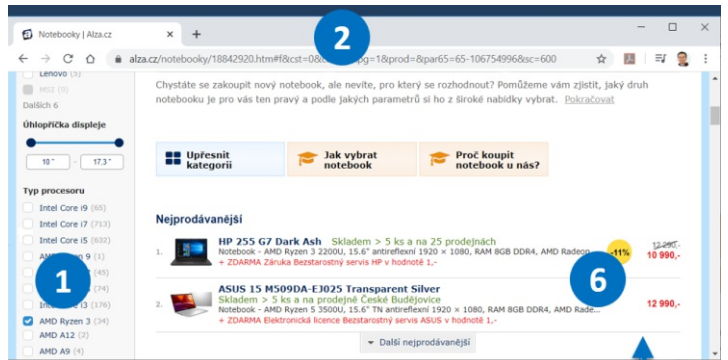 Notebooky | Alza.cz
2
alza.cz/notebooky/18842920.htm#f&cst=0&c pg=1&prod=&par65=65-106754996&sc=600
Lenovo (5)
MSI (9)
Dalších 6
Úhlopříčka displeje
10" - 17,3"
Typ procesoru
Intel Core i9 (65)
Intel Core i7 (713)
Intel Core i5 (632)
AMD 9 (1)
(45)
(74)
i3 (176)
AMD Ryzen 3 (34)
AMD A12 (2)
AMD A9 (4)
1
Chystáte se zakoupit nový notebook, ale nevíte, pro který se rozhodnout? Pomůžeme vám zjistit, jaký druh
notebooku je pro vás ten pravý a podle jakých parametrů si ho z široké nabídky vybrat. Pokračovat
Upřesnit
kategorii
Jak vybrat
notebook
Proč koupit
notebook u nás?
Nejprodávanější
1.
HP 255 G7 Dark Ash Skladem > 5 ks a na 25 prodejnách
Notebook - AMD Ryzen 3 2200U, 15.6" antireflexní 1920 × 1080, RAM 8GB DDR4, AMD Radeon
+ ZDARMA Záruka Bezstarostný servis HP v hodnotě 1,-
-11%
12 290,-
10 990,-
6
2.
ASUS 15 M509DA-EJ025 Transparent Silver
Skladem > 5 ks a na prodejně České Budějovice
Notebook - AMD Ryzen 5 3500U, 15.6" TN antireflexní 1920 × 1080, RAM 8GB DDR4, AMD Rade...
+ ZDARMA Elektronická licence Bezstarostný servis ASUS v hodnotě 1,-
12 990,-
Další nejprodávanější